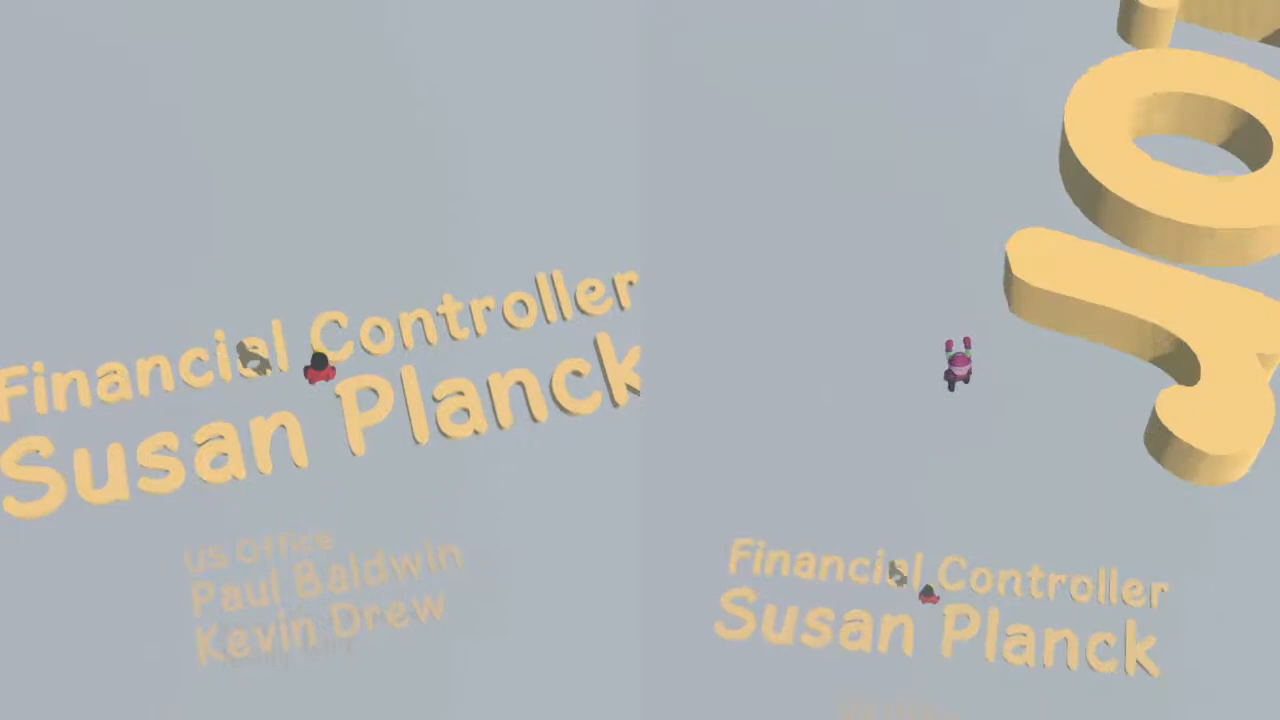 Financial Controller
Susan Planck
US Office
Paul Baldwin
Kevin Drew
Financial Controller
Susan Planck